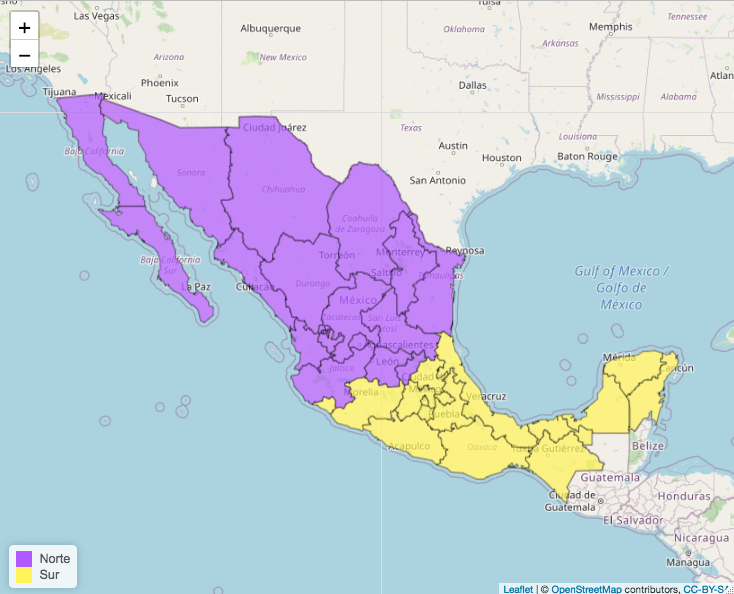 Tulsa
Las Vegas
Memphis
Tennessee
+
Albuquerque
Oklahoma
Arkansas
−
Arizona
New Mexico
Los Angeles
Phoenix
Dallas
Atlan
Tijuana
Mexicali
Tucson
Mississippi
Alabama
Ciudad Juárez
Texas
Louisiana
Austin
Baja California
Houston
Baton Rouge
Sonora
San Antonio
Chihuahua
Coahuila
de Zaragoza
Reynosa
Baja California
Sur
Torreón
Monterrey
Saltillo
Tamaulipas
Gulf of Mexico /
Golfo de
México
La Paz
Culiacán
Durango
México
Zacatecas
San Luis
Potosí
Aguascalientes
Mérida
León
Cancún
Jalisco
Ciudad de
México
Morelia
Veracruz
Puebla
Acapulco
Oaxaca
Tuxtla Gutiérrez
Belize
Guatemala
Ciudad de
Guatemala
Honduras
El Salvador
Nicaragua
Managua
Norte
Sur
Leaflet | © OpenStreetMap contributors, CC-BY-SA